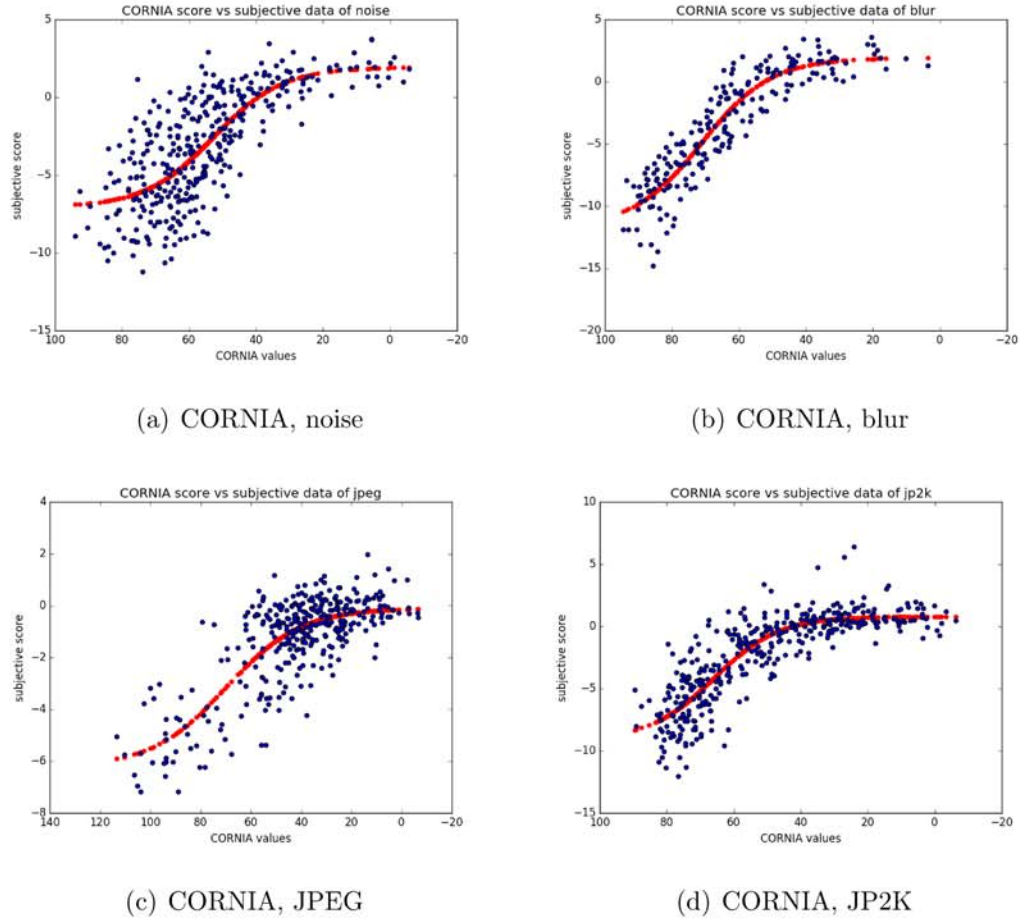 CORNIA score vs subjective data of noise
5
0
−5
−10
−15
subjective score
100 80 60 40 20 0 −20
CORNIA values
(a) CORNIA, noise
CORNIA score vs subjective data of blur
5
0
−5
−10
−15
−20
subjective score
100 80 60 40 20 0 −20
CORNIA values
(b) CORNIA, blur
CORNIA score vs subjective data of jpeg
4
2
0
−2
−4
−6
−8
subjective score
140 120 100 80 60 40 20 0 −20
CORNIA values
(c) CORNIA, JPEG
CORNIA score vs subjective data of jp2k
10
5
0
−5
−10
−15
subjective score
100 80 60 40 20 0 −20
CORNIA values
(d) CORNIA, JP2K